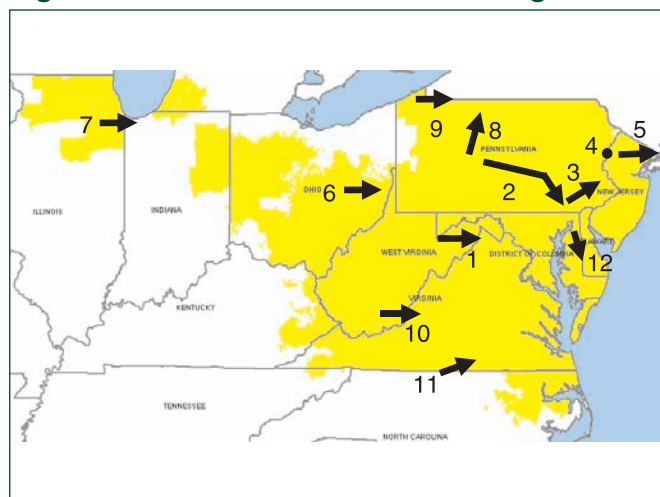 5
7
9
8
4
PENNSYLVANIA
3
6
OHIO
2
NEW JERSEY
ILLINOIS
INDIANA
WEST VIRGINIA
1
DISTRICT OF COLUMBIA
12
VIRGINIA
KENTUCKY
10
11
TENNESSEE
NORTH CAROLINA